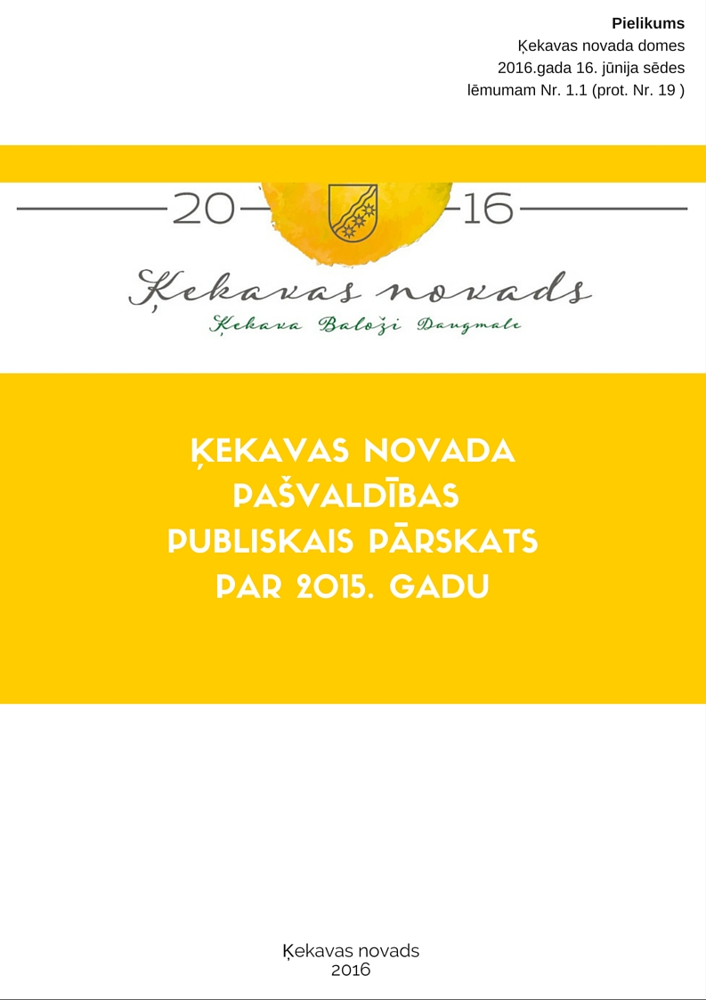 Pielikums
Ķekavas novada domes
2016.gada 16. jūnija sēdes
lēmumam Nr. 1.1 (prot. Nr. 19 )
20 16
Ķekavas novads
Ķekava Baloži Daugmale
ĶEKAVAS NOVADA
PAŠVALDĪBAS
PUBLISKAIS PĀRSKATS
PAR 2015. GADU
Ķekavas novads
2016